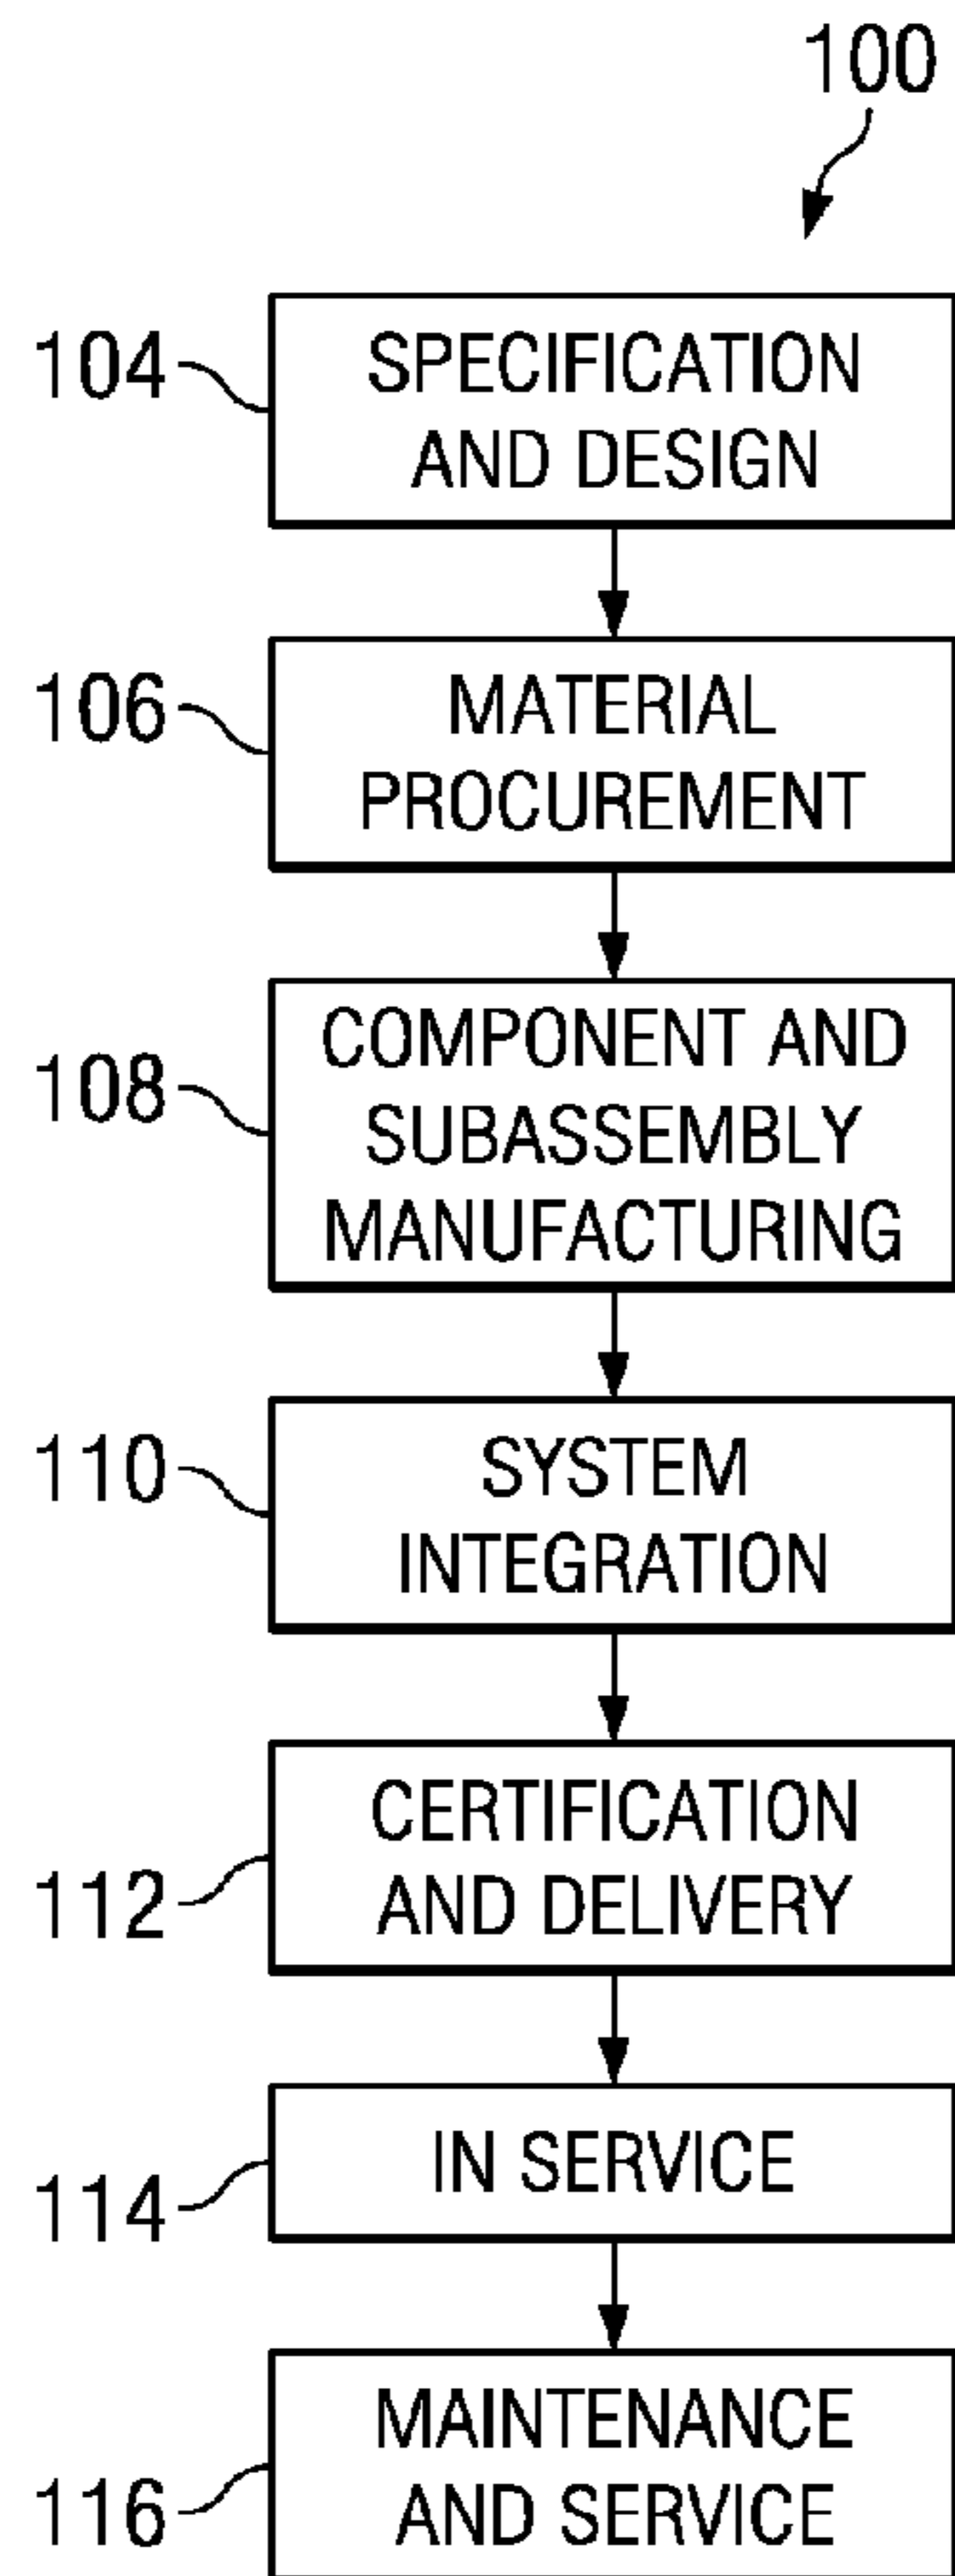 100
104
SPECIFICATION
AND DESIGN
106
MATERIAL
PROCUREMENT
108
COMPONENT AND
SUBASSEMBLY
MANUFACTURING
110
SYSTEM
INTEGRATION
112
CERTIFICATION
AND DELIVERY
114
IN SERVICE
116
MAINTENANCE
AND SERVICE